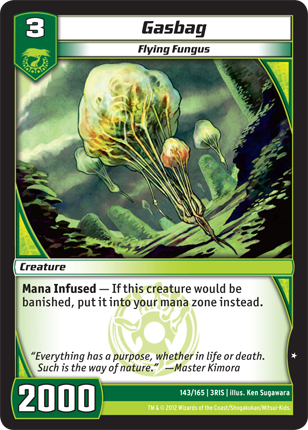 3
Gasbag
Flying Fungus
Creature
Mana Infused — If this creature would be
banished, put it into your mana zone instead.
"Everything has a purpose, whether in life or death.
Such is the way of nature." —Master Kimora
2000
143/165 | 3RIS | illus. Ken Sugawara
TM & © 2012 Wizards of the Coast/Shogakukan/Mitsui-Kids